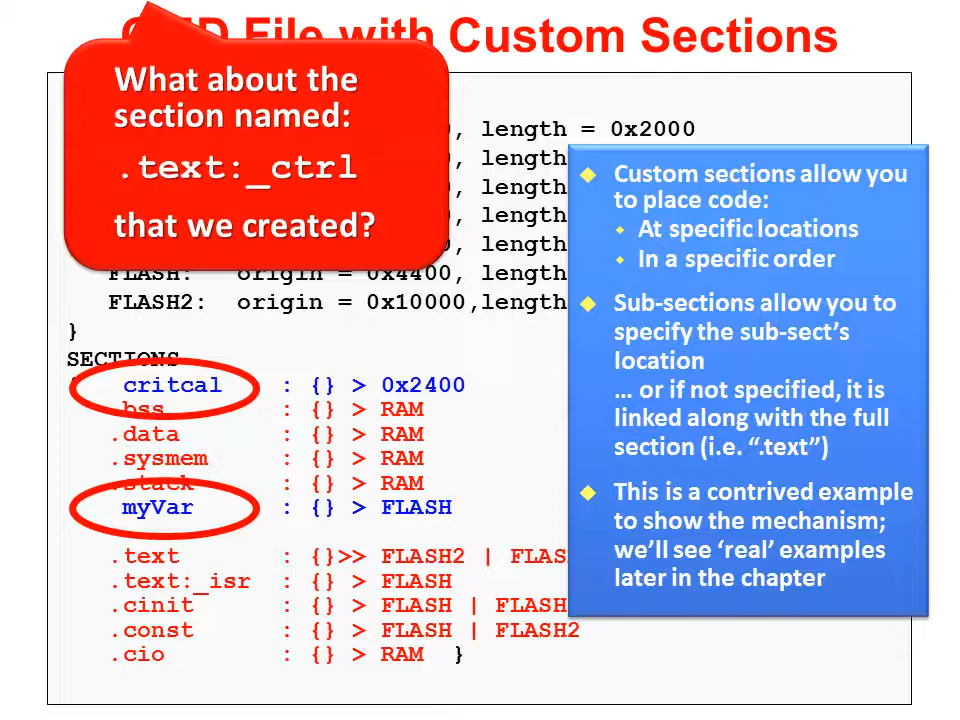 File with Custom Sections
What about the
section named:
.text:_ctrl
that we created?
length = 0x2000
length
length
length
length
FLASH: origin = 0x4400, length
FLASH2: origin = 0x10000,length
}
SECTIONS
critcal : {} > 0x2400
.bss : {} > RAM
.data : {} > RAM
.sysmem : {} > RAM
.stack : {} > RAM
myVar : {} > FLASH
.text : {}>> FLASH2 |
.text:_isr : {} > FLASH
.cinit : {} > FLASH | FLASH
.const : {} > FLASH | FLASH2
.cio : {} > RAM }
Custom sections allow you
to place code:
At specific locations
In a specific order
Sub-sections allow you to
specify the sub-sect’s
location
… or if not specified, it is
linked along with the full
section (i.e. “.text”)
This is a contrived example
to show the mechanism;
we’ll see ‘real’ examples
later in the chapter